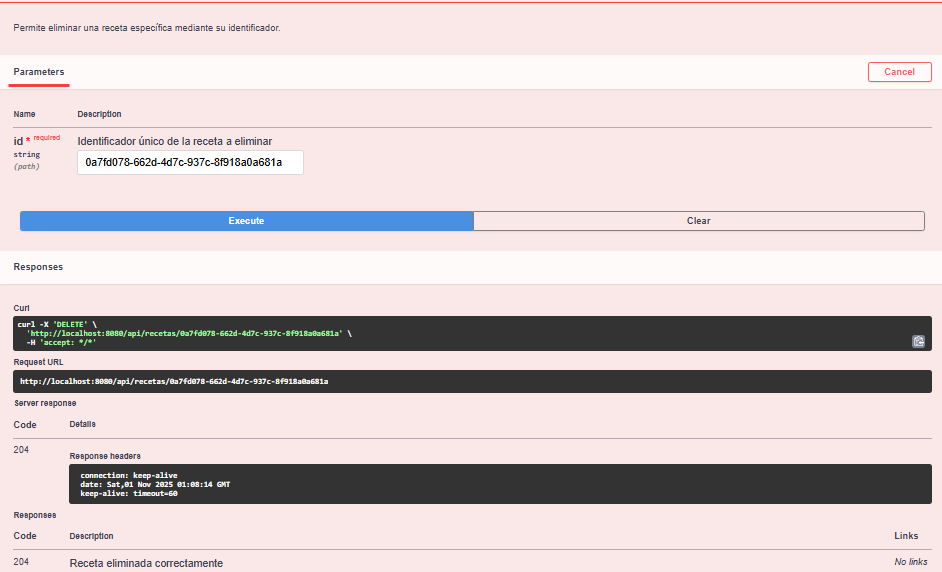 Permite eliminar una receta específica mediante su identificador.
Parameters
Cancel
Name Description
id * required Identificador único de la receta a eliminar
string
(path)
0a7fd078-662d-4d7c-937c-8f918a0a681a
Execute Clear
Responses
Curl
curl -X 'DELETE' \
'http://localhost:8080/api/recetas/0a7fd078-662d-4d7c-937c-8f918a0a681a' \
-H 'accept: */*'
Request URL
http://localhost:8080/api/recetas/0a7fd078-662d-4d7c-937c-8f918a0a681a
Server response
Code Details
204
Response headers
connection: keep-alive
date: Sat,01 Nov 2025 01:08:14 GMT
keep-alive: timeout=60
Responses
Code Description Links
204 Receta eliminada correctamente No links